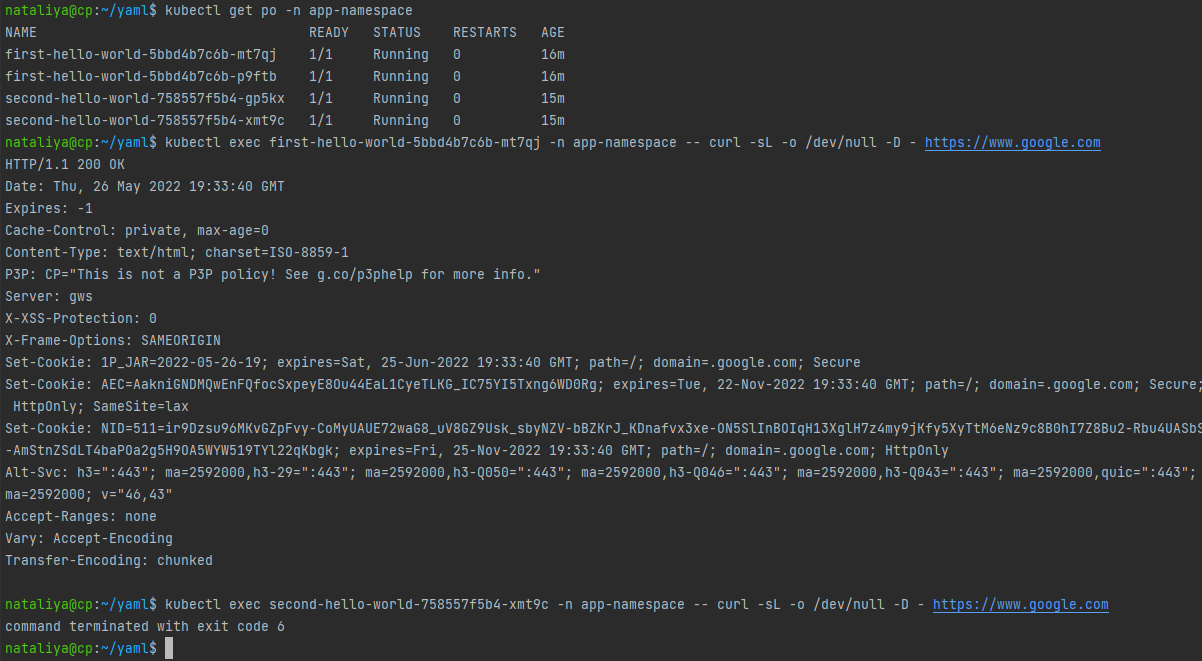 nataliya@cp:~/yaml$ kubectl get po -n app-namespace
NAME READY STATUS RESTARTS AGE
first-hello-world-5bbd4b7c6b-mt7qj 1/1 Running 0 16m
first-hello-world-5bbd4b7c6b-p9ftb 1/1 Running 0 16m
second-hello-world-758557f5b4-gp5kx 1/1 Running 0 15m
second-hello-world-758557f5b4-xmt9c 1/1 Running 0 15m
nataliya@cp:~/yaml$ kubectl exec first-hello-world-5bbd4b7c6b-mt7qj -n app-namespace -- curl -sL -o /dev/null -D - https://www.google.com
HTTP/1.1 200 OK
Date: Thu, 26 May 2022 19:33:40 GMT
Expires: -1
Cache-Control: private, max-age=0
Content-Type: text/html; charset=ISO-8859-1
P3P: CP="This is not a P3P policy! See g.co/p3phelp for more info."
Server: gws
X-XSS-Protection: 0
X-Frame-Options: SAMEORIGIN
Set-Cookie: 1P_JAR=2022-05-26-19; expires=Sat, 25-Jun-2022 19:33:40 GMT; path=/; domain=.google.com; Secure
Set-Cookie: AEC=AakniGNDMQwEnFQfocSxpeyE8Ou44EaL1CyeTLKG_IC75YI5Txng6WD0Rg; expires=Tue, 22-Nov-2022 19:33:40 GMT; path=/; domain=.google.com; Secure;
HttpOnly; SameSite=lax
Set-Cookie: NID=511=ir9Dzsu96MKvGZpFvy-CoMyUAUE72waG8_uV8GZ9Usk_sbyNZV-bBZKrJ_KDnafvx3xe-ON5SlInBOIqH13XglH7z4my9jKfy5XyTtM6eNz9c8B0hI7Z8Bu2-Rbu4UASbS
-AmStnZSdLT4baPOa2g5H9OA5WYW519TYl22qKbgk; expires=Fri, 25-Nov-2022 19:33:40 GMT; path=/; domain=.google.com; HttpOnly
Alt-Svc: h3=":443"; ma=2592000,h3-29=":443"; ma=2592000,h3-Q050=":443"; ma=2592000,h3-Q046=":443"; ma=2592000,h3-Q043=":443"; ma=2592000,quic=":443";
ma=2592000; v="46,43"
Accept-Ranges: none
Vary: Accept-Encoding
Transfer-Encoding: chunked
nataliya@cp:~/yaml$ kubectl exec second-hello-world-758557f5b4-xmt9c -n app-namespace -- curl -sL -o /dev/null -D - https://www.google.com
command terminated with exit code 6
nataliya@cp:~/yaml$